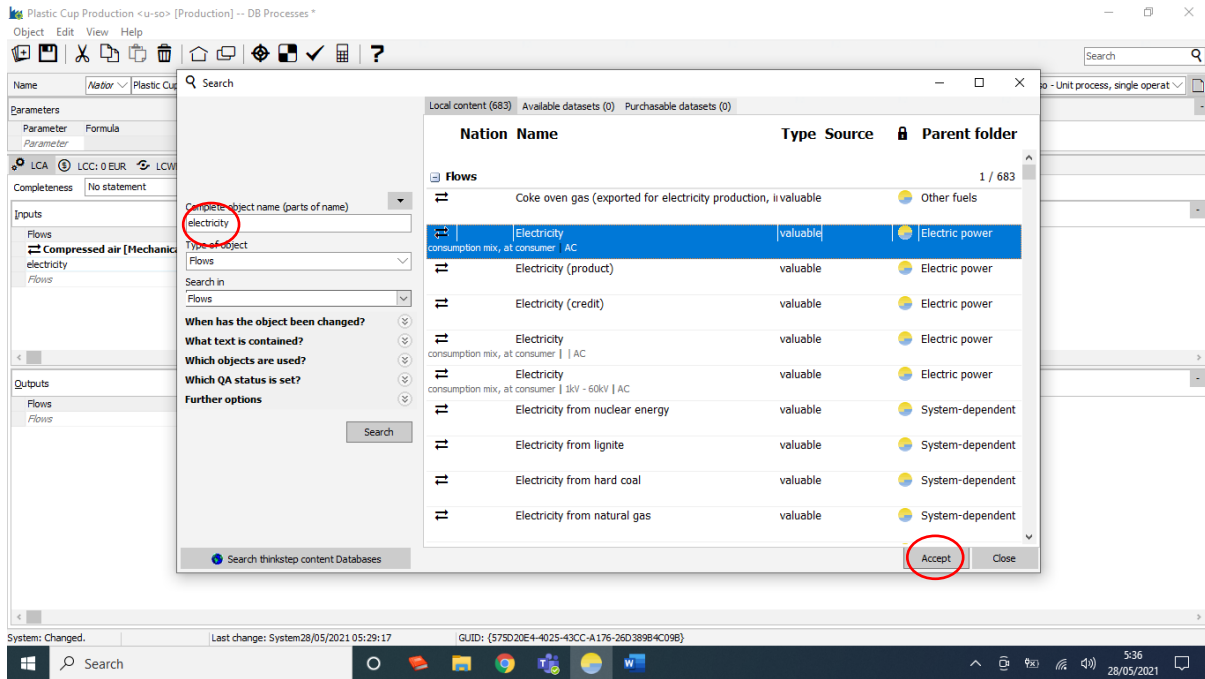 Plastic Cup Production <u-so> [Production] -- DB Processes *
Object Edit View Help
Search
Name Nation Plastic Cup
so - Unit process, single operat
Parameters
Parameter Formula
Parameter
LCA LCC: 0 EUR LCW
Completeness No statement
Inputs
Flows
Compressed air [Mechanica
electricity
Flows
Outputs
Flows
Flows
Search
Complete object name (parts of name)
electricity
Type of object
Flows
Search in
Flows
When has the object been changed?
What text is contained?
Which objects are used?
Which QA status is set?
Further options
Search
Search thinkstep content Databases
Local content (683) Available datasets (0) Purchasable datasets (0)
Nation Name Type Source Parent folder
Flows 1 / 683
Coke oven gas (exported for electricity production, i valuable Other fuels
Electricity valuable Electric power
consumption mix, at consumer | AC
Electricity (product) valuable Electric power
Electricity (credit) valuable Electric power
Electricity valuable Electric power
consumption mix, at consumer | | AC
Electricity valuable Electric power
consumption mix, at consumer | 1kV - 60kV | AC
Electricity from nuclear energy valuable System-dependent
Electricity from lignite valuable System-dependent
Electricity from hard coal valuable System-dependent
Electricity from natural gas valuable System-dependent
Accept Close
System: Changed. Last change: System28/05/2021 05:29:17 GUID: {575D20E4-4025-43CC-A176-26D389B4C09B}
Search
5:36
28/05/2021